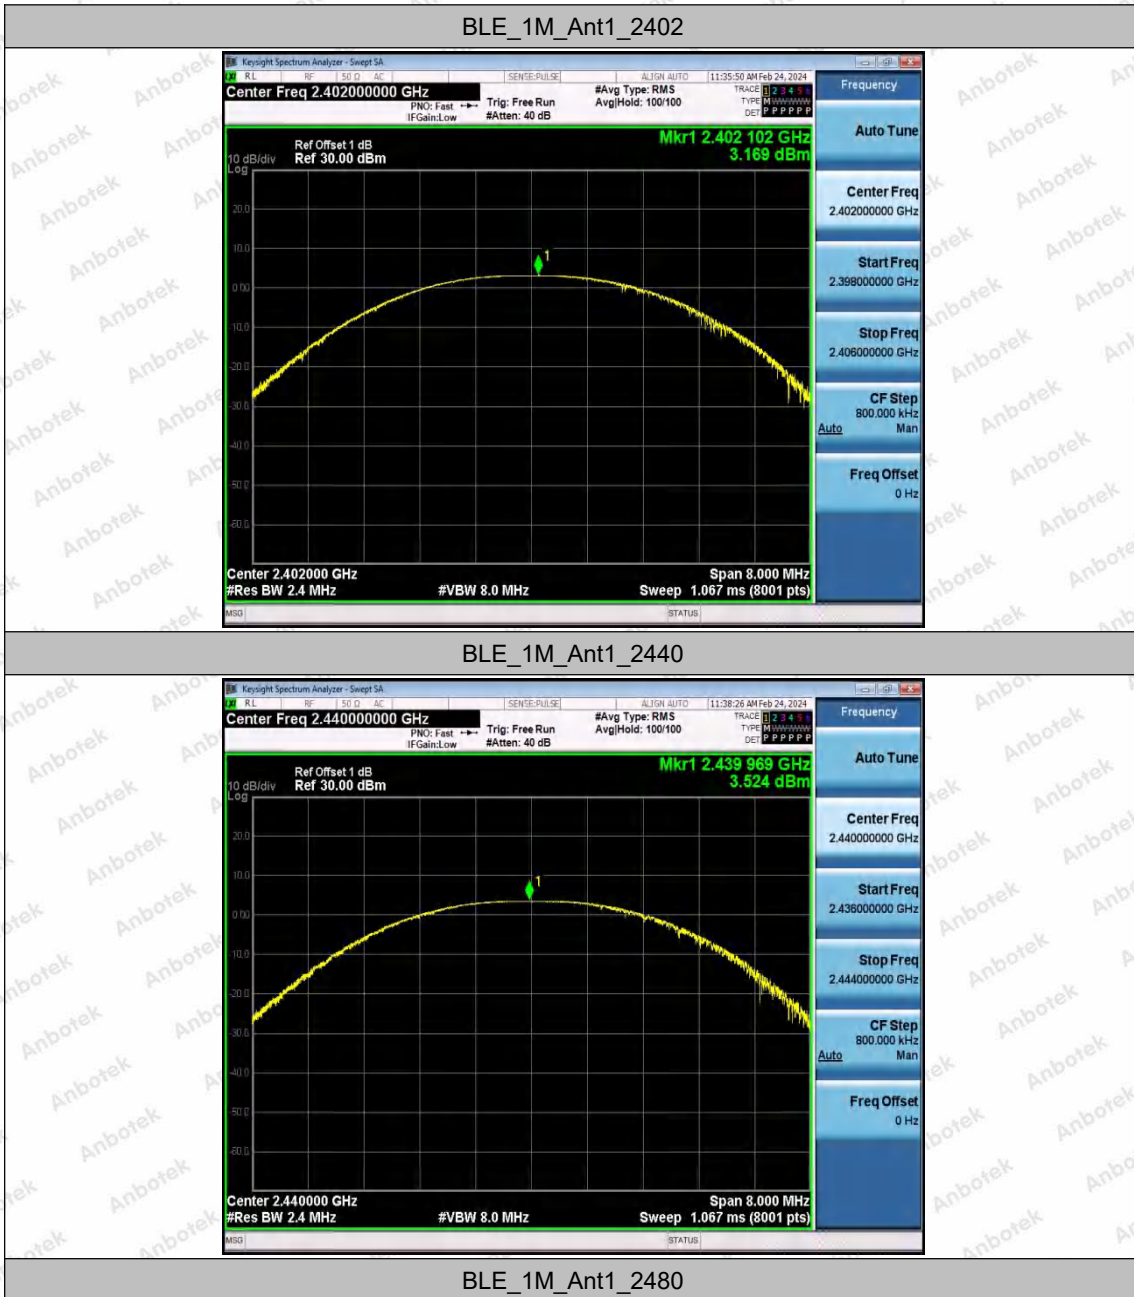 BLE_1M_Ant1_2402
Keysight Spectrum Analyzer - Swept SA
RL RF 50 Ω AC SENSE:PULSE ALIGN AUTO 11:35:50 AM Feb 24, 2024
Center Freq 2.402000000 GHz
PNO: Fast
IFGain:Low
Trig: Free Run
#Atten: 40 dB
#Avg Type: RMS
Avg|Hold: 100/100
TRACE 1 2 3 4 5 6
TYPE M
DET P P P P P P
Frequency
Auto Tune
Mkr1 2.402 102 GHz
3.169 dBm
Ref Offset 1 dB
10 dB/div Ref 30.00 dBm
Log
20.0
10.0
0.00
-10.0
-20.0
-30.0
-40.0
-50.0
-60.0
1
Center Freq
2.402000000 GHz
Start Freq
2.398000000 GHz
Stop Freq
2.406000000 GHz
CF Step
800.000 kHz
Auto Man
Freq Offset
0 Hz
Center 2.402000 GHz Span 8.000 MHz
#Res BW 2.4 MHz #VBW 8.0 MHz Sweep 1.067 ms (8001 pts)
MSG STATUS
BLE_1M_Ant1_2440
Keysight Spectrum Analyzer - Swept SA
RL RF 50 Ω AC SENSE:PULSE ALIGN AUTO 11:38:26 AM Feb 24, 2024
Center Freq 2.440000000 GHz
PNO: Fast
IFGain:Low
Trig: Free Run
#Atten: 40 dB
#Avg Type: RMS
Avg|Hold: 100/100
TRACE 1 2 3 4 5 6
TYPE M
DET P P P P P P
Frequency
Auto Tune
Mkr1 2.439 969 GHz
3.524 dBm
Ref Offset 1 dB
10 dB/div Ref 30.00 dBm
Log
20.0
10.0
0.00
-10.0
-20.0
-30.0
-40.0
-50.0
-60.0
1
Center Freq
2.440000000 GHz
Start Freq
2.436000000 GHz
Stop Freq
2.444000000 GHz
CF Step
800.000 kHz
Auto Man
Freq Offset
0 Hz
Center 2.440000 GHz Span 8.000 MHz
#Res BW 2.4 MHz #VBW 8.0 MHz Sweep 1.067 ms (8001 pts)
MSG STATUS
BLE_1M_Ant1_2480